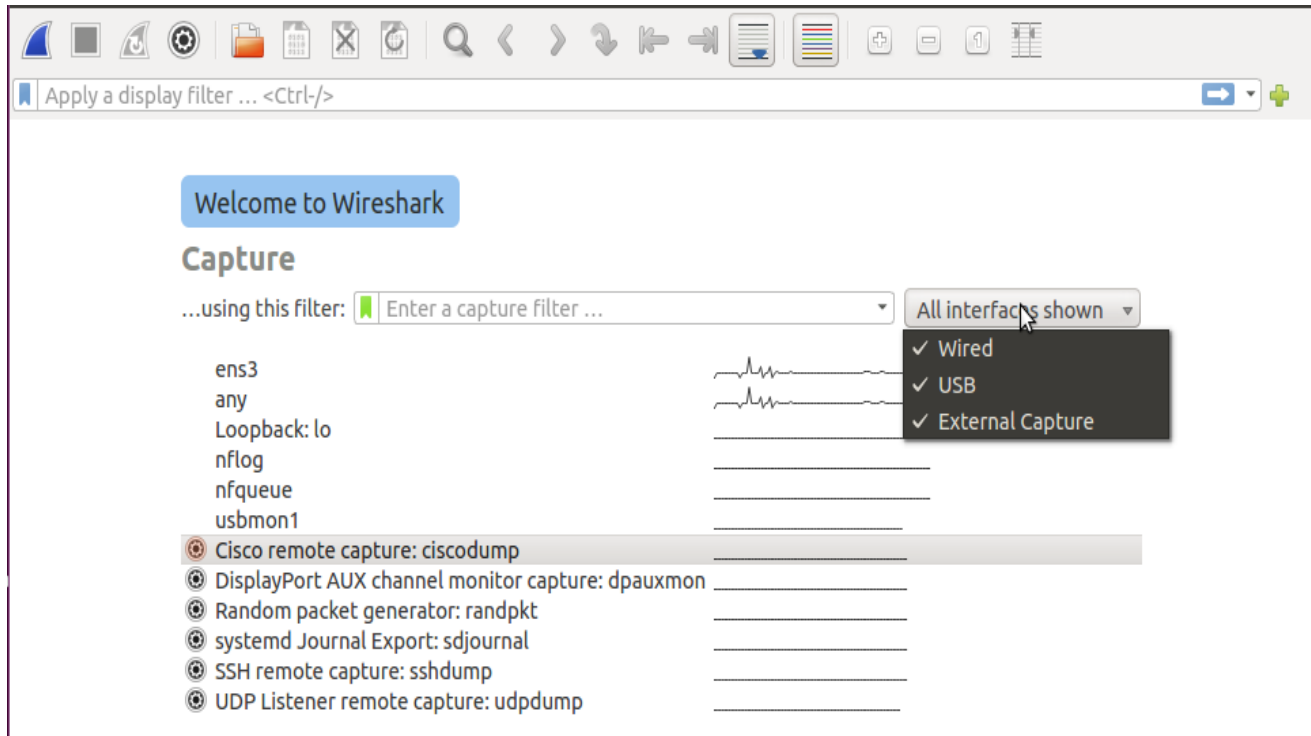 Apply a display filter … <Ctrl-/>
Welcome to Wireshark
Capture
…using this filter: Enter a capture filter … All interfaces shown
Wired
USB
External Capture
ens3
any
Loopback: lo
nflog
nfqueue
usbmon1
Cisco remote capture: ciscodump
DisplayPort AUX channel monitor capture: dpauxmon
Random packet generator: randpkt
systemd Journal Export: sdjournal
SSH remote capture: sshdump
UDP Listener remote capture: udpdump